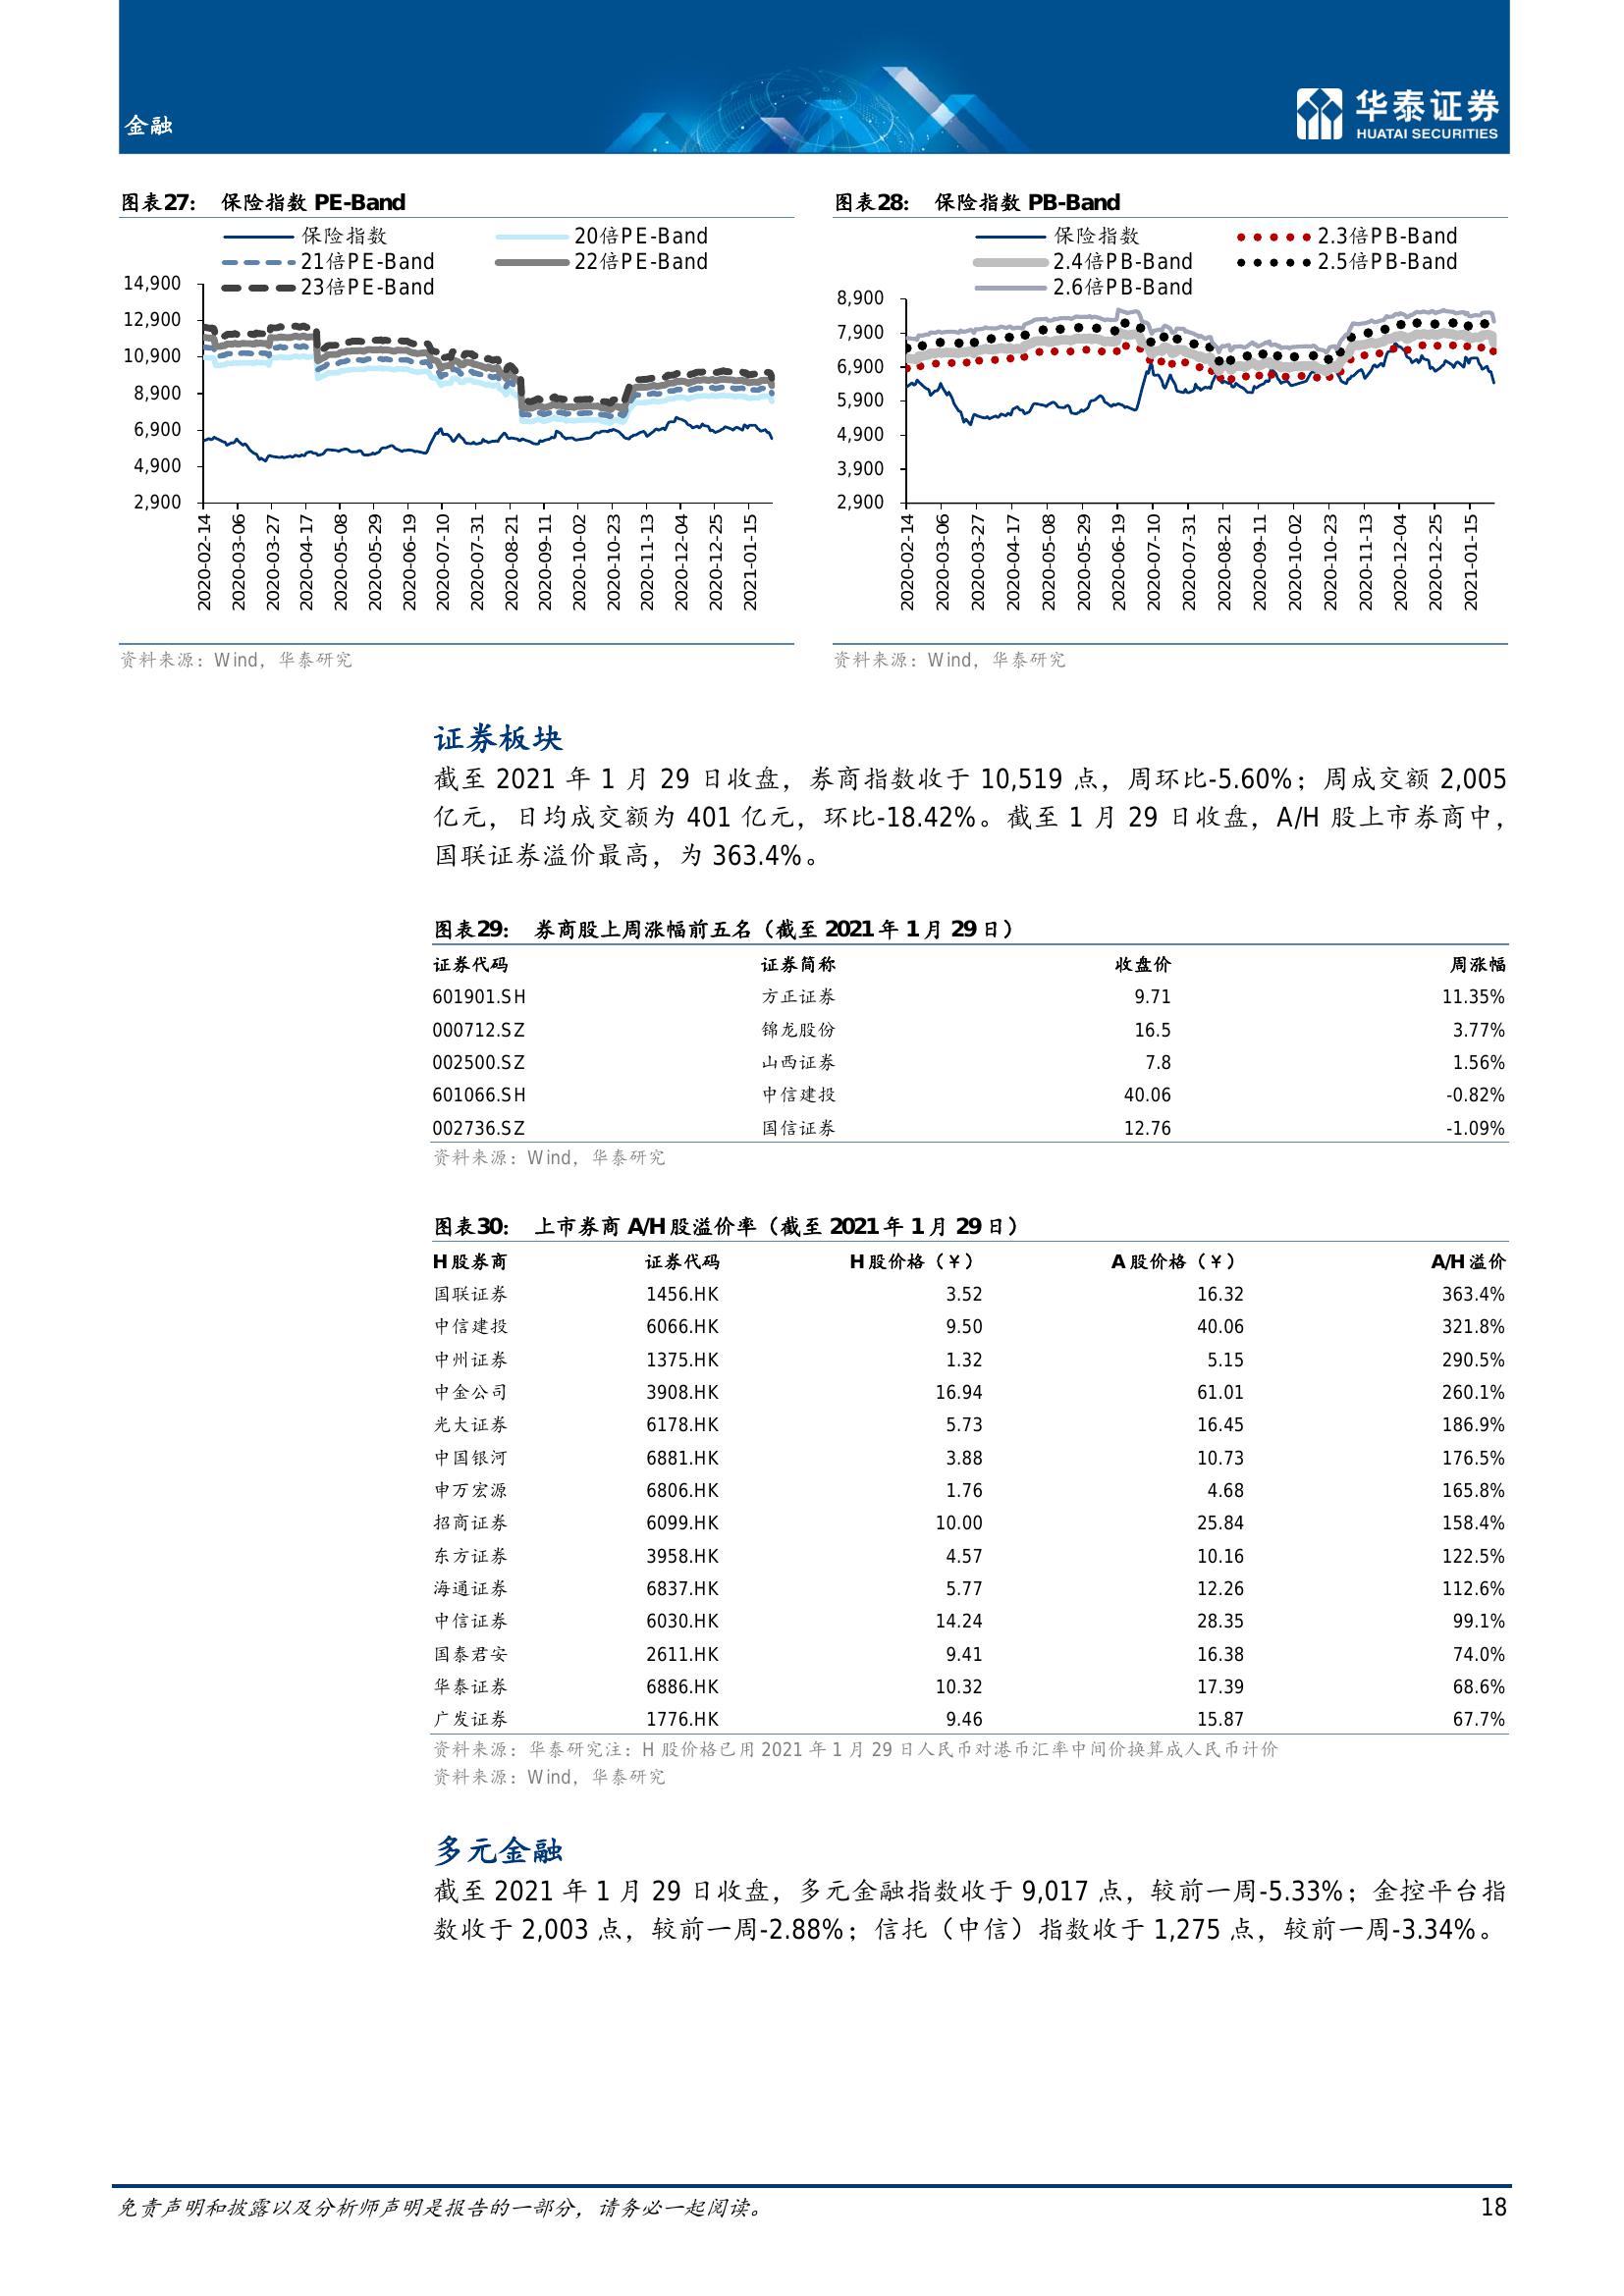 金融
华泰证券
HUATAI SECURITIES
图表27： 保险指数 PE-Band
保险指数 20倍PE-Band
21倍PE-Band 22倍PE-Band
23倍PE-Band
14,900
12,900
10,900
8,900
6,900
4,900
2,900
2020-02-14
2020-03-06
2020-03-27
2020-04-17
2020-05-08
2020-05-29
2020-06-19
2020-07-10
2020-07-31
2020-08-21
2020-09-11
2020-10-02
2020-10-23
2020-11-13
2020-12-04
2020-12-25
2021-01-15
资料来源：Wind，华泰研究
图表28： 保险指数 PB-Band
保险指数 2.3倍PB-Band
2.4倍PB-Band 2.5倍PB-Band
2.6倍PB-Band
8,900
7,900
6,900
5,900
4,900
3,900
2,900
2020-02-14
2020-03-06
2020-03-27
2020-04-17
2020-05-08
2020-05-29
2020-06-19
2020-07-10
2020-07-31
2020-08-21
2020-09-11
2020-10-02
2020-10-23
2020-11-13
2020-12-04
2020-12-25
2021-01-15
资料来源：Wind，华泰研究
证券板块
截至 2021 年 1 月 29 日收盘，券商指数收于 10,519 点，周环比-5.60%；周成交额 2,005
亿元，日均成交额为 401 亿元，环比-18.42%。截至 1 月 29 日收盘，A/H 股上市券商中，
国联证券溢价最高，为 363.4%。
图表29： 券商股上周涨幅前五名（截至 2021 年 1 月 29 日）
证券代码 证券简称 收盘价 周涨幅
601901.SH 方正证券 9.71 11.35%
000712.SZ 锦龙股份 16.5 3.77%
002500.SZ 山西证券 7.8 1.56%
601066.SH 中信建投 40.06 -0.82%
002736.SZ 国信证券 12.76 -1.09%
资料来源：Wind，华泰研究
图表30： 上市券商 A/H 股溢价率（截至 2021 年 1 月 29 日）
H 股券商 证券代码 H 股价格（¥） A 股价格（¥） A/H 溢价
国联证券 1456.HK 3.52 16.32 363.4%
中信建投 6066.HK 9.50 40.06 321.8%
中州证券 1375.HK 1.32 5.15 290.5%
中金公司 3908.HK 16.94 61.01 260.1%
光大证券 6178.HK 5.73 16.45 186.9%
中国银河 6881.HK 3.88 10.73 176.5%
申万宏源 6806.HK 1.76 4.68 165.8%
招商证券 6099.HK 10.00 25.84 158.4%
东方证券 3958.HK 4.57 10.16 122.5%
海通证券 6837.HK 5.77 12.26 112.6%
中信证券 6030.HK 14.24 28.35 99.1%
国泰君安 2611.HK 9.41 16.38 74.0%
华泰证券 6886.HK 10.32 17.39 68.6%
广发证券 1776.HK 9.46 15.87 67.7%
资料来源：华泰研究注：H 股价格已用 2021 年 1 月 29 日人民币对港币汇率中间价换算成人民币计价
资料来源：Wind，华泰研究
多元金融
截至 2021 年 1 月 29 日收盘，多元金融指数收于 9,017 点，较前一周-5.33%；金控平台指
数收于 2,003 点，较前一周-2.88%；信托（中信）指数收于 1,275 点，较前一周-3.34%。
免责声明和披露以及分析师声明是报告的一部分，请务必一起阅读。 18